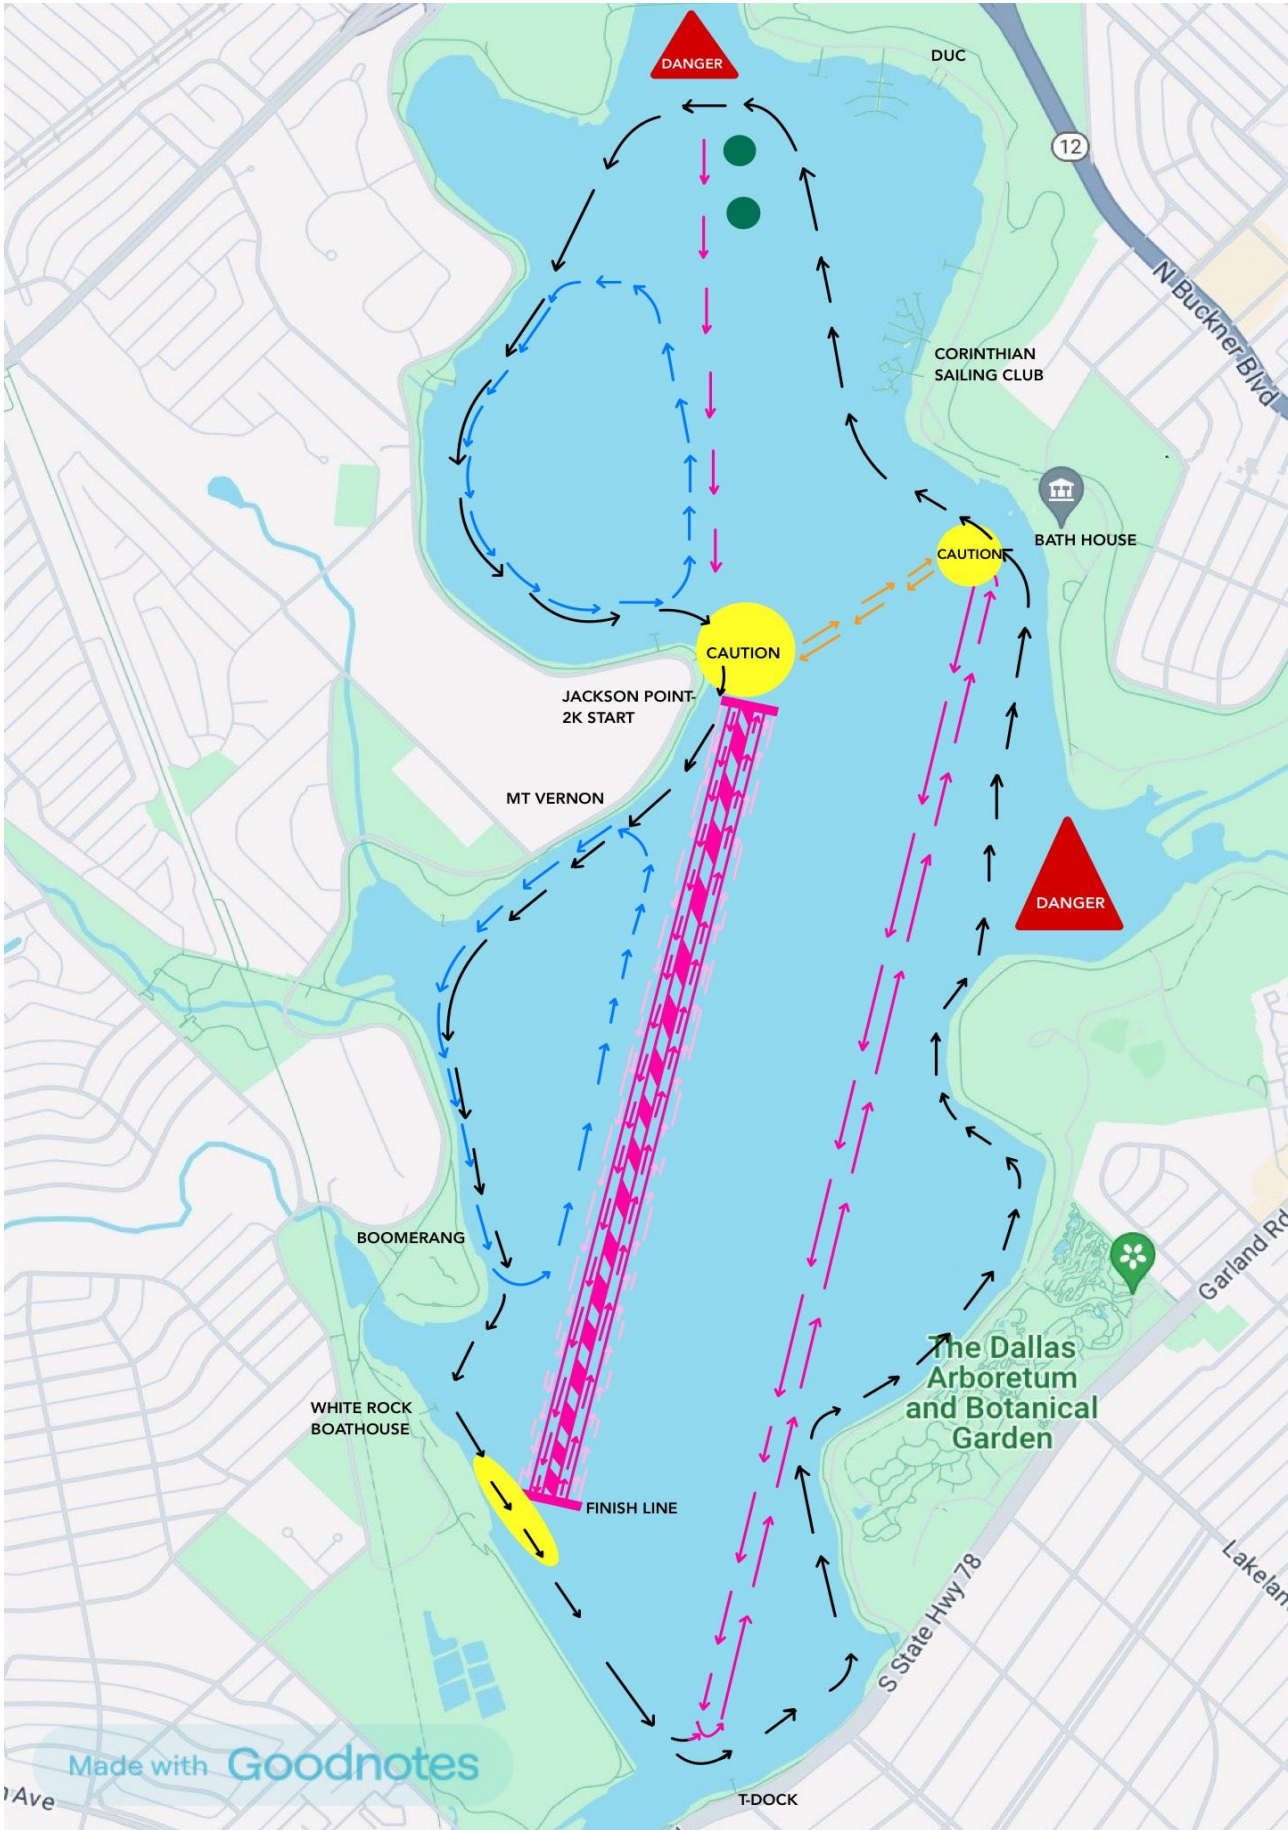 DANGER
DUC
12
N Buckner Blvd
CORINTHIAN
SAILING CLUB
BATH HOUSE
CAUTION
CAUTION
JACKSON POINT-
2K START
MT VERNON
DANGER
BOOMERANG
Garland Rd
The Dallas
Arboretum
and Botanical
Garden
WHITE ROCK
BOATHOUSE
FINISH LINE
S State Hwy 78
Lakelan
Made with Goodnotes
Ave
T-DOCK